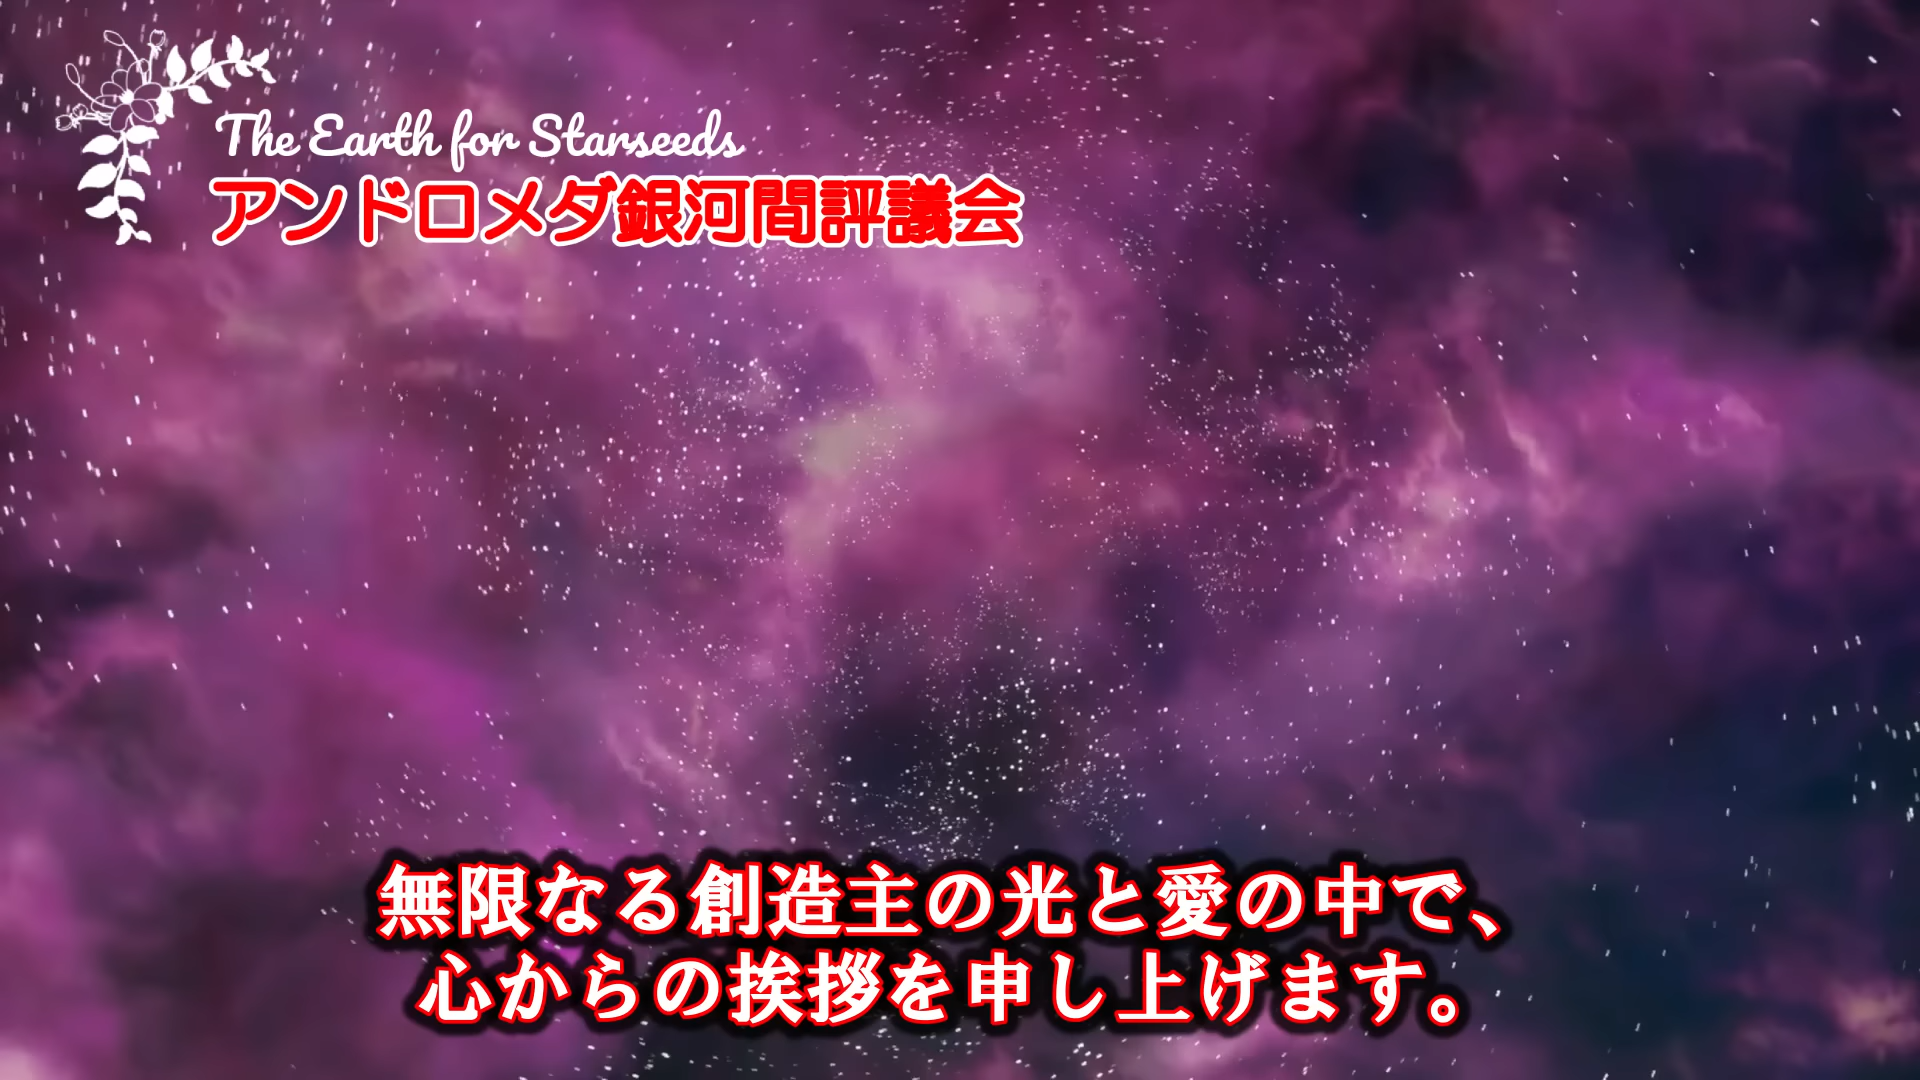 The Earth for Starseeds
アンドロメダ銀河間評議会
無限なる創造主の光と愛の中で、
心からの挨拶を申し上げます。